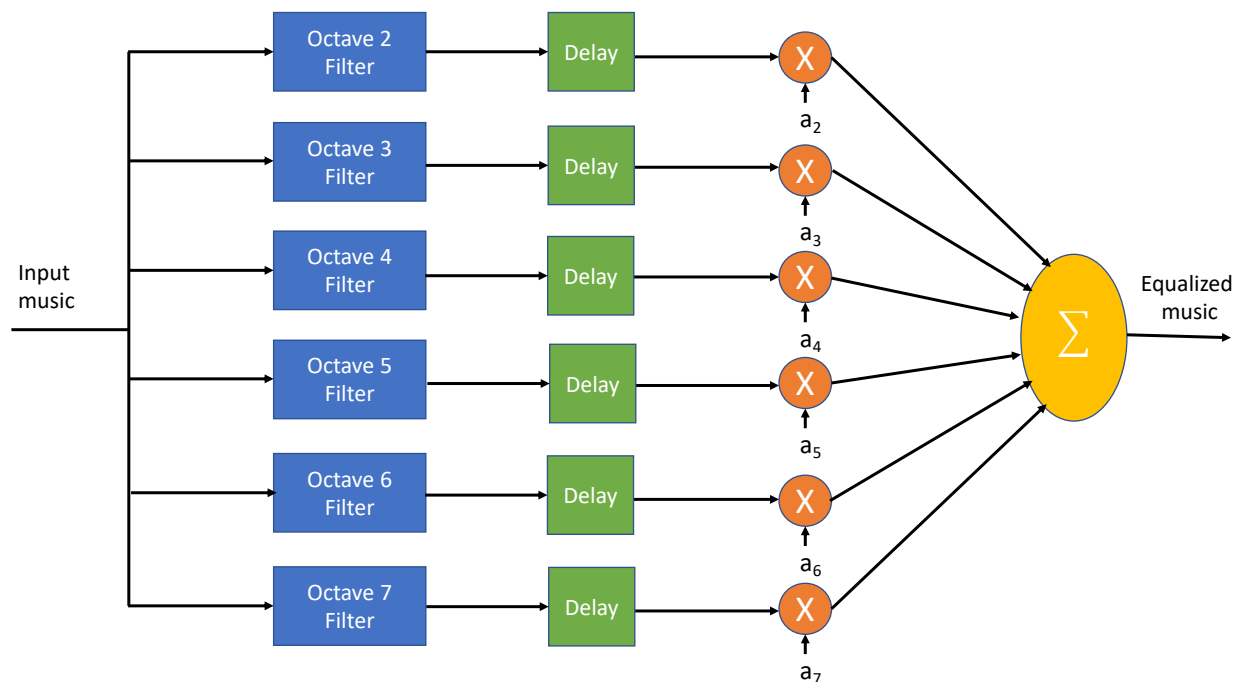 Octave 2
Filter
Delay
X
a₂
Octave 3
Filter
Delay
X
a₃
Input
music
Octave 4
Filter
Delay
X
a₄
Equalized
music
∑
Octave 5
Filter
Delay
X
a₅
Octave 6
Filter
Delay
X
a₆
Octave 7
Filter
Delay
X
a₇